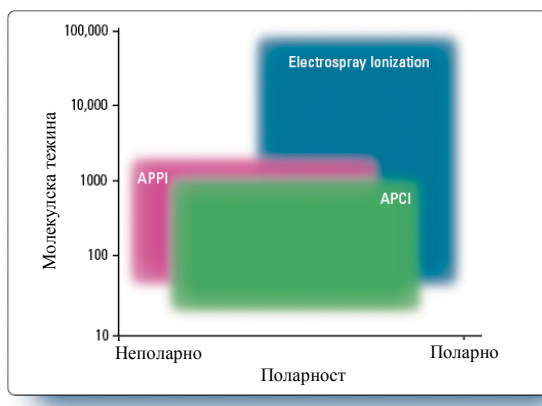 100,000
Electrospray Ionization
10,000
Молекулска тежина
1000
APPI
APCI
100
10
Неполарно
Поларно
Поларност